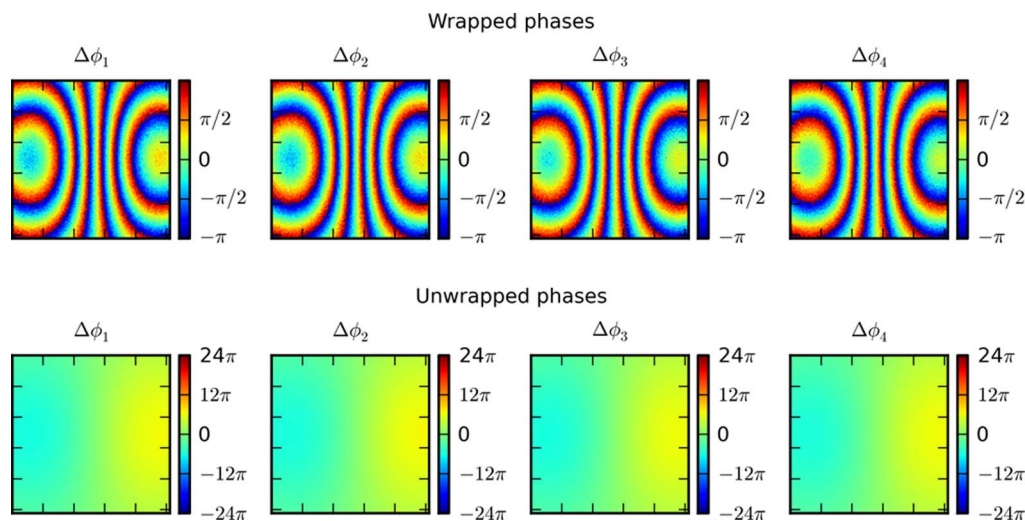 Wrapped phases
Δϕ₁ Δϕ₂ Δϕ₃ Δϕ₄
π/2 π/2 π/2 π/2
0 0 0 0
−π/2 −π/2 −π/2 −π/2
−π −π −π −π
Unwrapped phases
Δϕ₁ Δϕ₂ Δϕ₃ Δϕ₄
24π 24π 24π 24π
12π 12π 12π 12π
0 0 0 0
−12π −12π −12π −12π
−24π −24π −24π −24π